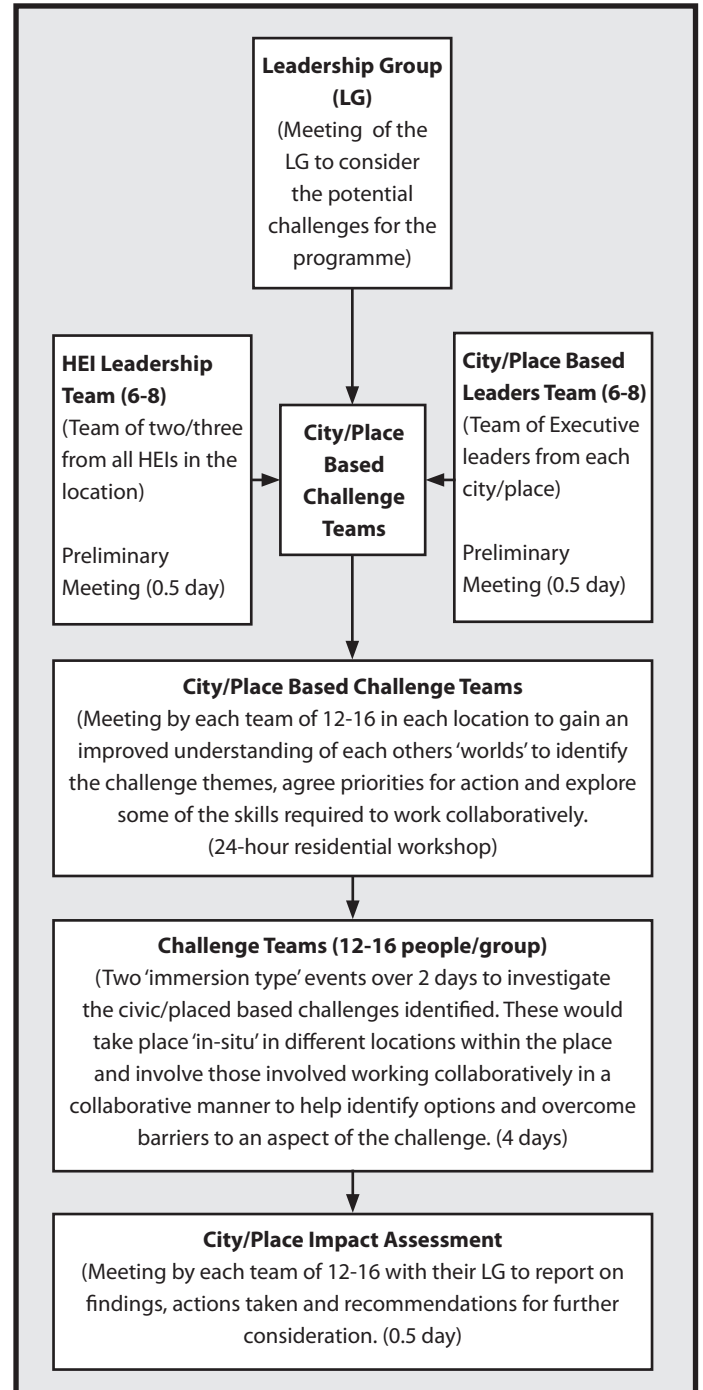 Leadership Group
(LG)
(Meeting of the
LG to consider
the potential
challenges for the
programme)
HEI Leadership
Team (6-8)
(Team of two/three
from all HEIs in the
location)
Preliminary
Meeting (0.5 day)
City/Place
Based
Challenge
Teams
City/Place Based
Leaders Team (6-8)
(Team of Executive
leaders from each
city/place)
Preliminary
Meeting (0.5 day)
City/Place Based Challenge Teams
(Meeting by each team of 12-16 in each location to gain an
improved understanding of each others ‘worlds’ to identify
the challenge themes, agree priorities for action and explore
some of the skills required to work collaboratively.
(24-hour residential workshop)
Challenge Teams (12-16 people/group)
(Two ‘immersion type’ events over 2 days to investigate
the civic/placed based challenges identified. These would
take place ‘in-situ’ in different locations within the place
and involve those involved working collaboratively in a
collaborative manner to help identify options and overcome
barriers to an aspect of the challenge. (4 days)
City/Place Impact Assessment
(Meeting by each team of 12-16 with their LG to report on
findings, actions taken and recommendations for further
consideration. (0.5 day)